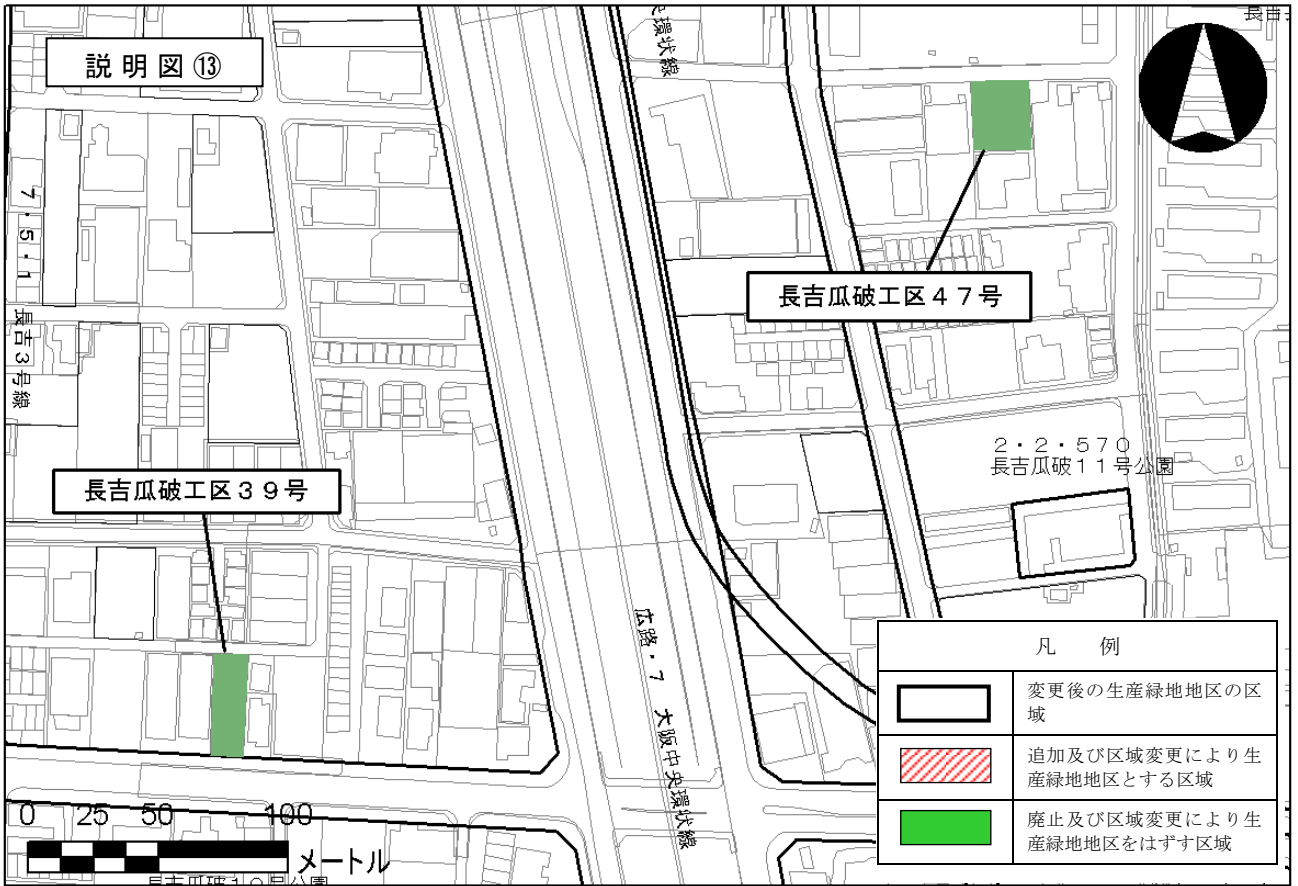 説明図⑬
央環状線
長吉瓜破工区47号
7・5・1
長吉3号線
2・2・570
長吉瓜破11号公園
長吉瓜破工区39号
広路・7 大阪中央環状線
凡 例
変更後の生産緑地地区の区
域
追加及び区域変更により生
産緑地地区とする区域
廃止及び区域変更により生
産緑地地区をはずす区域
0 25 50 100
メートル